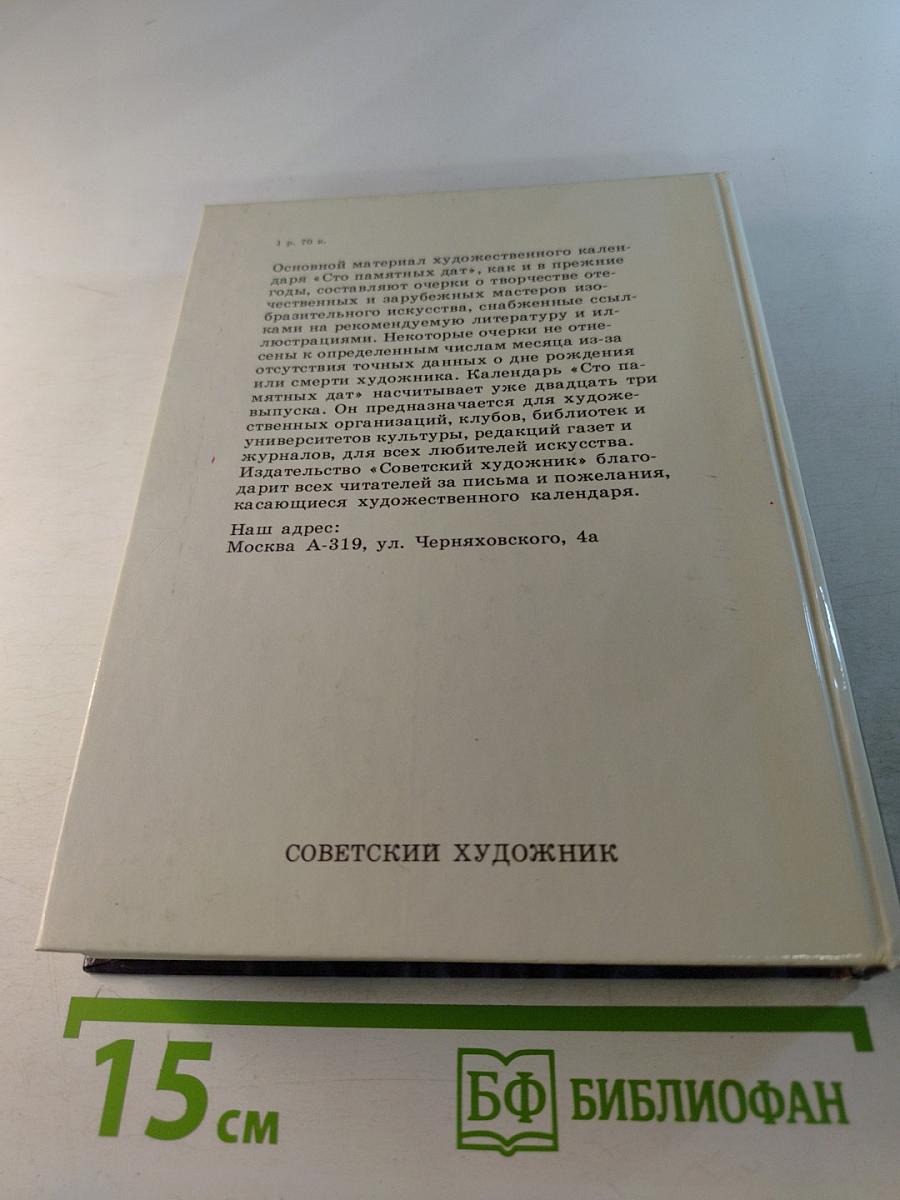 1 р. 70 к.
Основной материал художественного кален-
даря «Сто памятных дат», как и в прежние
годы, составляют очерки о творчестве оте-
чественных и зарубежных мастеров изо-
бразительного искусства, снабженные ссыл-
ками на рекомендуемую литературу и ил-
люстрациями. Некоторые очерки не отне-
сены к определенным числам месяца из-за
отсутствия точных данных о дне рождения
или смерти художника. Календарь «Сто па-
мятных дат» насчитывает уже двадцать три
выпуска. Он предназначается для художе-
ственных организаций, клубов, библиотек и
университетов культуры, редакций газет и
журналов, для всех любителей искусства.
Издательство «Советский художник» благо-
дарит всех читателей за письма и пожелания,
касающиеся художественного календаря.
Наш адрес:
Москва А-319, ул. Черняховского, 4а
СОВЕТСКИЙ ХУДОЖНИК
15 см
БФ БИБЛИОФАН